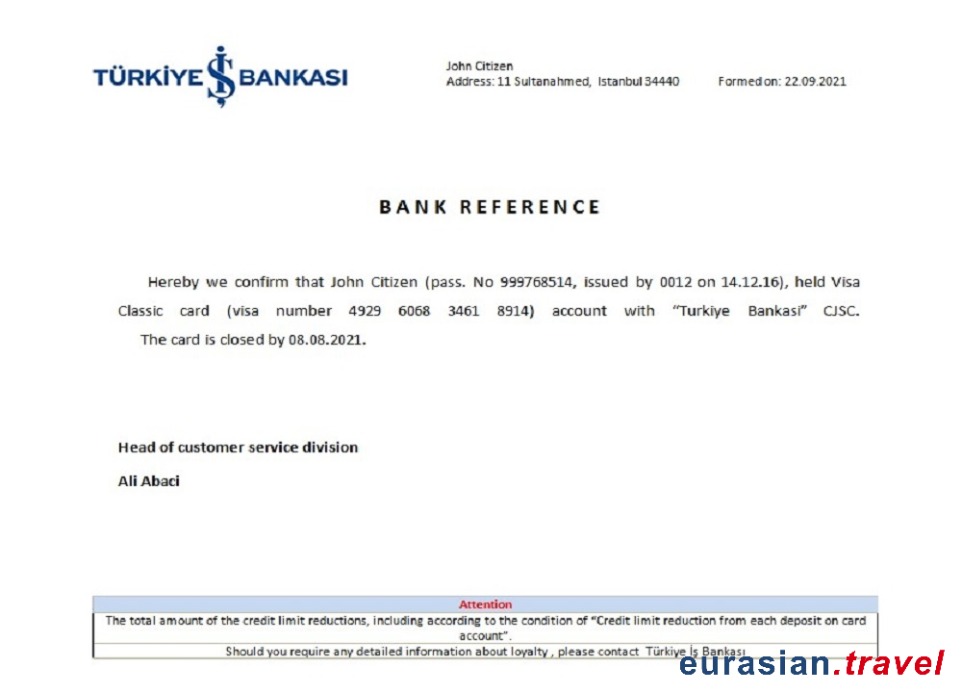 TÜRKİYE İŞ BANKASI
John Citizen
Address: 11 Sultanahmed, Istanbul 34440 Formed on: 22.09.2021
BANK REFERENCE
Hereby we confirm that John Citizen (pass. No 999768514, issued by 0012 on 14.12.16), held Visa
Classic card (visa number 4929 6068 3461 8914) account with “Turkiye Bankasi” CJSC.
The card is closed by 08.08.2021.
Head of customer service division
Ali Abaci
Attention
The total amount of the credit limit reductions, including according to the condition of “Credit limit reduction from each deposit on card
account”.
Should you require any detailed information about loyalty , please contact Türkiye İş Bankası
eurasian.travel